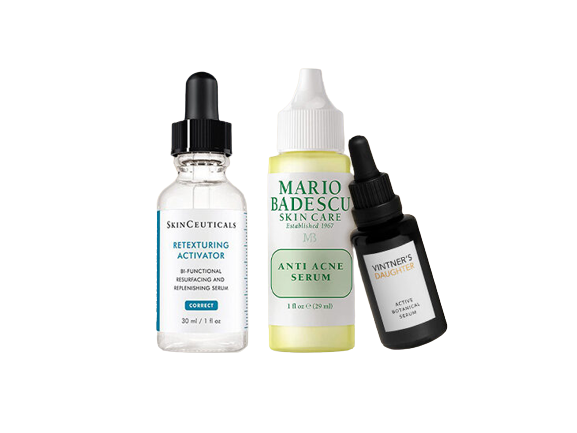 SKINCEUTICALS
RETEXTURING
ACTIVATOR
BI-FUNCTIONAL
RESURFACING AND
REPLENISHING SERUM
CORRECT
30 ml / 1 fl oz
MARIO
BADESCU
SKIN CARE
Established 1967
MB
ANTI ACNE
SERUM
1 fl oz ℮ (29 ml)
VINTNER'S
DAUGHTER
ACTIVE
BOTANICAL
SERUM